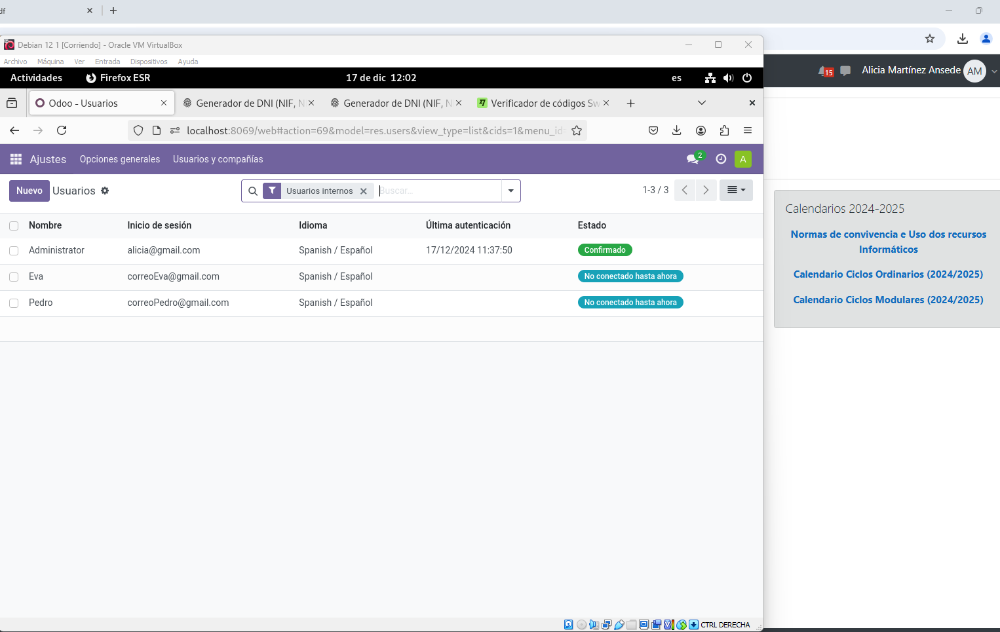 df
Debian 12 1 [Corriendo] - Oracle VM VirtualBox
Archivo Máquina Ver Entrada Dispositivos Ayuda
15 Alicia Martínez Ansede AM
Actividades Firefox ESR 17 de dic 12:02 es
Odoo - Usuarios Generador de DNI (NIF, N Generador de DNI (NIF, N Verificador de códigos Sw
localhost:8069/web#action=69&model=res.users&view_type=list&cids=1&menu_id=
Ajustes Opciones generales Usuarios y compañías 2 A
Nuevo Usuarios Usuarios internos Buscar... 1-3 / 3
Nombre Inicio de sesión Idioma Última autenticación Estado
Administrator alicia@gmail.com Spanish / Español 17/12/2024 11:37:50 Confirmado
Eva correoEva@gmail.com Spanish / Español No conectado hasta ahora
Pedro correoPedro@gmail.com Spanish / Español No conectado hasta ahora
Calendarios 2024-2025
Normas de convivencia e Uso dos recursos
Informáticos
Calendario Ciclos Ordinarios (2024/2025)
Calendario Ciclos Modulares (2024/2025)
CTRL DERECHA